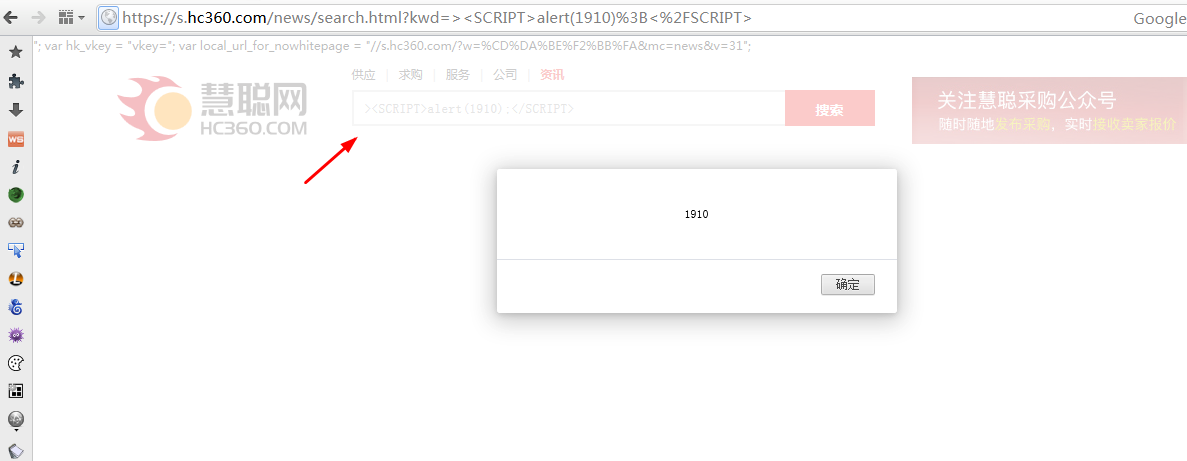 https://s.hc360.com/news/search.html?kwd=><SCRIPT>alert(1910)%3B<%2FSCRIPT>
Google
"; var hk_vkey = "vkey="; var local_url_for_nowhitepage = "//s.hc360.com/?w=%CD%DA%BE%F2%BB%FA&mc=news&v=31";
供应 | 求购 | 服务 | 公司 | 资讯
慧聪网
HC360.COM
><SCRIPT>alert(1910);</SCRIPT>
搜索
关注慧聪采购公众号
随时随地发布采购，实时接收卖家报价
WS
1910
确定